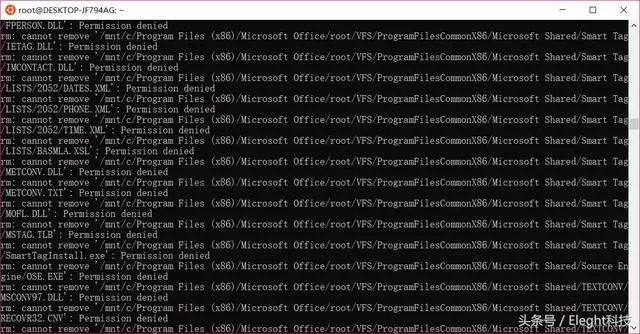 root@DESKTOP-JF794AG: ~
/FPERSON.DLL': Permission denied
rm: cannot remove '/mnt/c/Program Files (x86)/Microsoft Office/root/VFS/ProgramFilesCommonX86/Microsoft Shared/Smart Tag
/IETAG.DLL': Permission denied
rm: cannot remove '/mnt/c/Program Files (x86)/Microsoft Office/root/VFS/ProgramFilesCommonX86/Microsoft Shared/Smart Tag
/IMCONTACT.DLL': Permission denied
rm: cannot remove '/mnt/c/Program Files (x86)/Microsoft Office/root/VFS/ProgramFilesCommonX86/Microsoft Shared/Smart Tag
/LISTS/2052/DATES.XML': Permission denied
rm: cannot remove '/mnt/c/Program Files (x86)/Microsoft Office/root/VFS/ProgramFilesCommonX86/Microsoft Shared/Smart Tag
/LISTS/2052/PHONE.XML': Permission denied
rm: cannot remove '/mnt/c/Program Files (x86)/Microsoft Office/root/VFS/ProgramFilesCommonX86/Microsoft Shared/Smart Tag
/LISTS/2052/TIME.XML': Permission denied
rm: cannot remove '/mnt/c/Program Files (x86)/Microsoft Office/root/VFS/ProgramFilesCommonX86/Microsoft Shared/Smart Tag
/LISTS/BASMLA.XSL': Permission denied
rm: cannot remove '/mnt/c/Program Files (x86)/Microsoft Office/root/VFS/ProgramFilesCommonX86/Microsoft Shared/Smart Tag
/METCONV.DLL': Permission denied
rm: cannot remove '/mnt/c/Program Files (x86)/Microsoft Office/root/VFS/ProgramFilesCommonX86/Microsoft Shared/Smart Tag
/METCONV.TXT': Permission denied
rm: cannot remove '/mnt/c/Program Files (x86)/Microsoft Office/root/VFS/ProgramFilesCommonX86/Microsoft Shared/Smart Tag
/MOFL.DLL': Permission denied
rm: cannot remove '/mnt/c/Program Files (x86)/Microsoft Office/root/VFS/ProgramFilesCommonX86/Microsoft Shared/Smart Tag
/MSTAG.TLB': Permission denied
rm: cannot remove '/mnt/c/Program Files (x86)/Microsoft Office/root/VFS/ProgramFilesCommonX86/Microsoft Shared/Smart Tag
/SmartTagInstall.exe': Permission denied
rm: cannot remove '/mnt/c/Program Files (x86)/Microsoft Office/root/VFS/ProgramFilesCommonX86/Microsoft Shared/Source En
gine/OSE.EXE': Permission denied
rm: cannot remove '/mnt/c/Program Files (x86)/Microsoft Office/root/VFS/ProgramFilesCommonX86/Microsoft Shared/TEXTCONV/
MSCONV97.DLL': Permission denied
rm: cannot remove '/mnt/c/Program Files (x86)/Microsoft Office/root/VFS/ProgramFilesCommonX86/Microsoft Shared/TEXTCONV/
RECOVR32.CNV': Permission denied
rm: cannot remove '/mnt/c/Program Files (x86)/Microsoft Office/root/VFS/ProgramFilesCommonX86/Microsoft Shared/TEXTCONV/
头条号 / Eleght科技